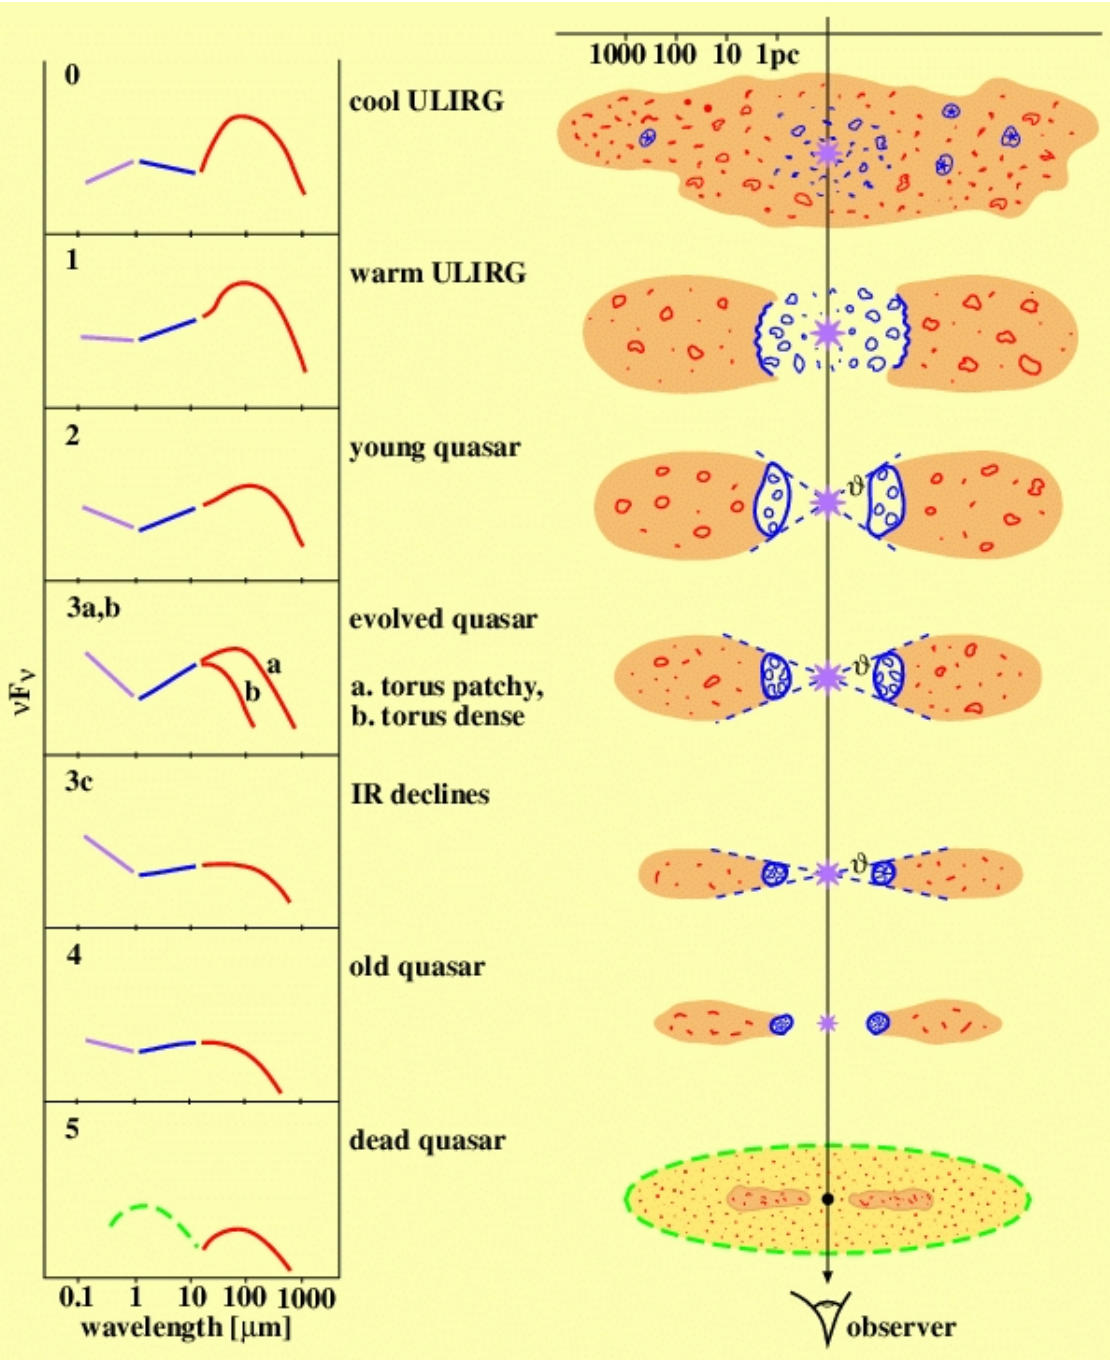 1000 100 10 1pc
0
cool ULIRG
1
warm ULIRG
2
young quasar
ϑ
3a,b
evolved quasar
a
b
a. torus patchy,
b. torus dense
ϑ
νFν
3c
IR declines
ϑ
4
old quasar
5
dead quasar
0.1 1 10 100 1000
wavelength [μm]
observer